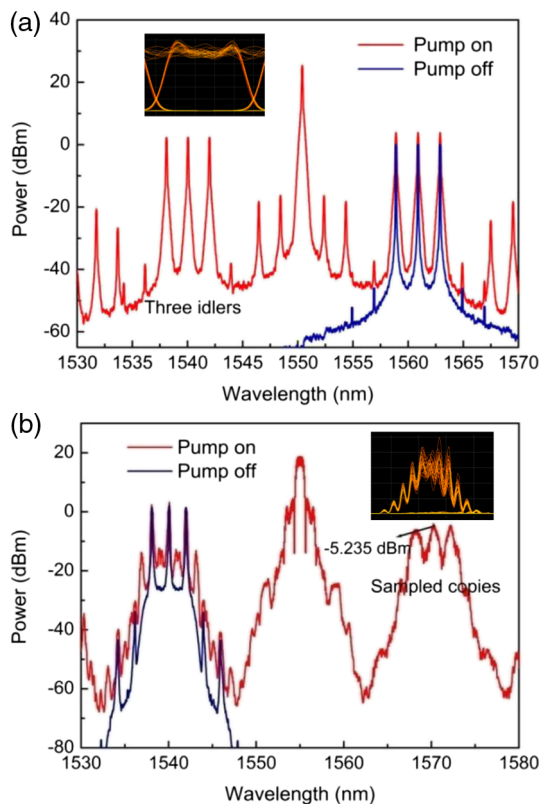 (a)
40
20
0
-20
-40
-60
Power (dBm)
Pump on
Pump off
Three idlers
1530 1535 1540 1545 1550 1555 1560 1565 1570
Wavelength (nm)
(b)
20
0
-20
-40
-60
-80
Power (dBm)
Pump on
Pump off
-5.235 dBm
Sampled copies
1530 1540 1550 1560 1570 1580
Wavelength (nm)